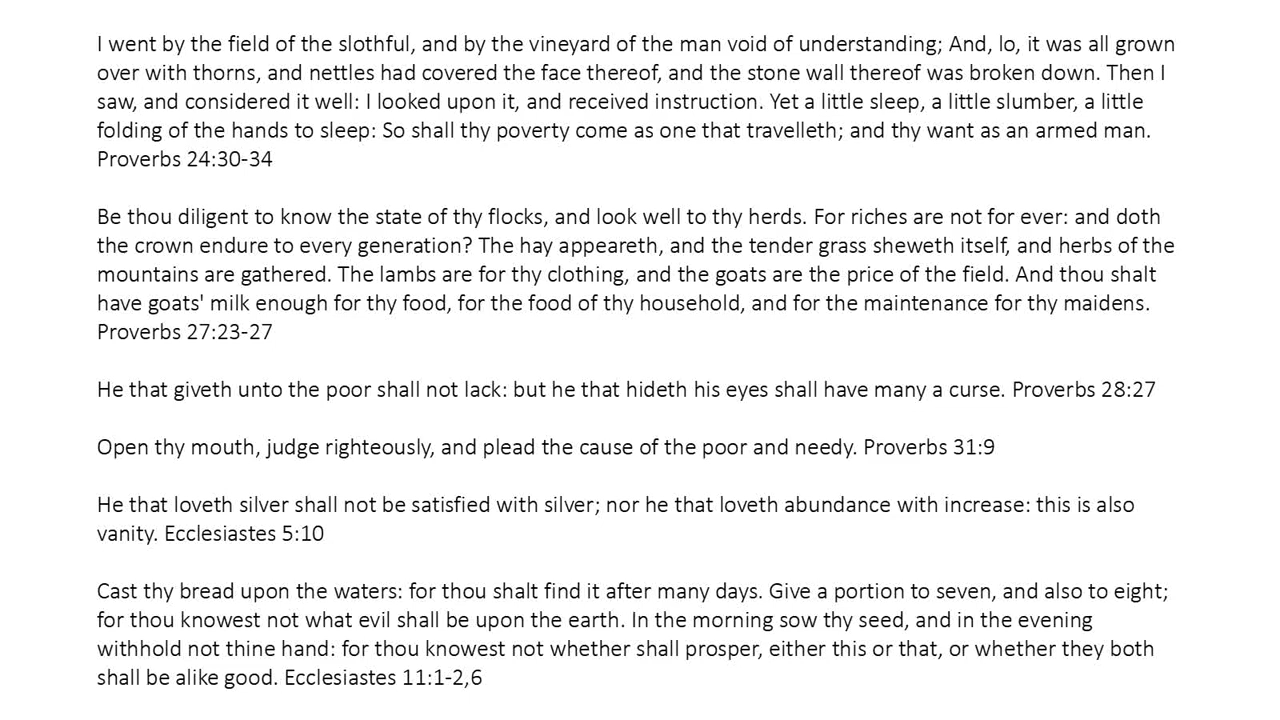 I went by the field of the slothful, and by the vineyard of the man void of understanding; And, lo, it was all grown
over with thorns, and nettles had covered the face thereof, and the stone wall thereof was broken down. Then I
saw, and considered it well: I looked upon it, and received instruction. Yet a little sleep, a little slumber, a little
folding of the hands to sleep: So shall thy poverty come as one that travelleth; and thy want as an armed man.
Proverbs 24:30-34
Be thou diligent to know the state of thy flocks, and look well to thy herds. For riches are not for ever: and doth
the crown endure to every generation? The hay appeareth, and the tender grass sheweth itself, and herbs of the
mountains are gathered. The lambs are for thy clothing, and the goats are the price of the field. And thou shalt
have goats' milk enough for thy food, for the food of thy household, and for the maintenance for thy maidens.
Proverbs 27:23-27
He that giveth unto the poor shall not lack: but he that hideth his eyes shall have many a curse. Proverbs 28:27
Open thy mouth, judge righteously, and plead the cause of the poor and needy. Proverbs 31:9
He that loveth silver shall not be satisfied with silver; nor he that loveth abundance with increase: this is also
vanity. Ecclesiastes 5:10
Cast thy bread upon the waters: for thou shalt find it after many days. Give a portion to seven, and also to eight;
for thou knowest not what evil shall be upon the earth. In the morning sow thy seed, and in the evening
withhold not thine hand: for thou knowest not whether shall prosper, either this or that, or whether they both
shall be alike good. Ecclesiastes 11:1-2,6